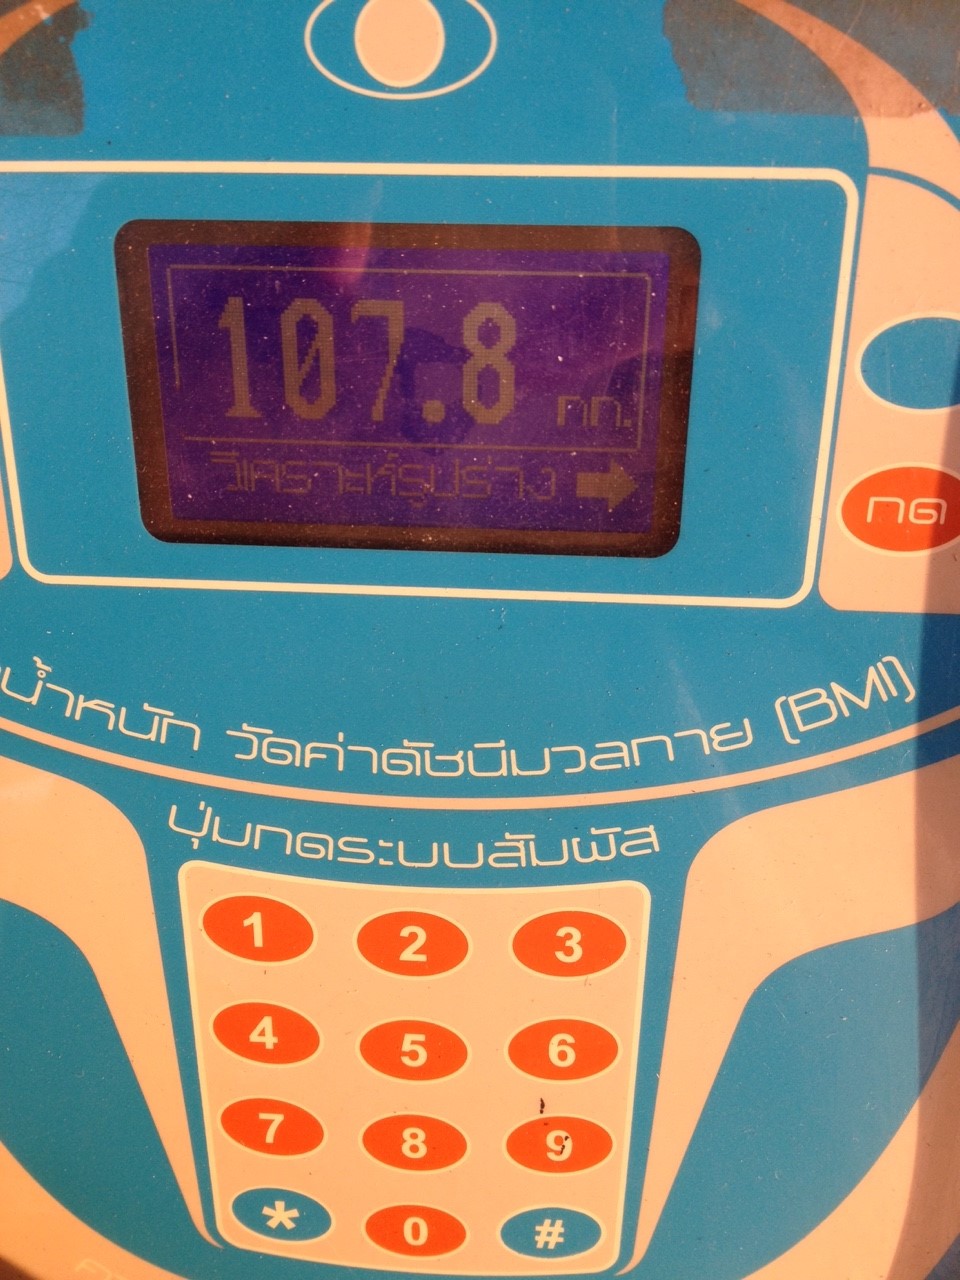 107.8 กก.
วิเคราะห์รูปร่าง
กด
น้ำหนัก วัดค่าดัชนีมวลกาย (BMI)
ปุ่มกดระบบสัมผัส
1 2 3
4 5 6
7 8 9
* 0 #